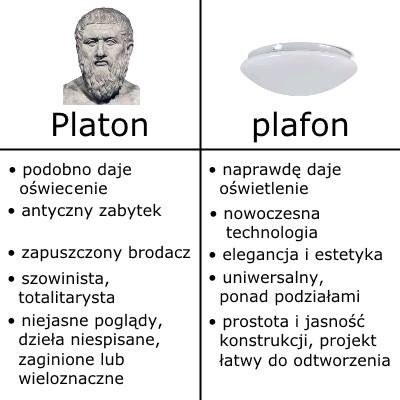 Platon
plafon
• podobno daje
oświecenie
• antyczny zabytek
• zapuszczony brodacz
• szowinista,
totalitarysta
• niejasne poglądy,
dzieła niespisane,
zaginione lub
wieloznaczne
• naprawdę daje
oświetlenie
• nowoczesna
technologia
• elegancja i estetyka
• uniwersalny,
ponad podziałami
• prostota i jasność
konstrukcji, projekt
łatwy do odtworzenia